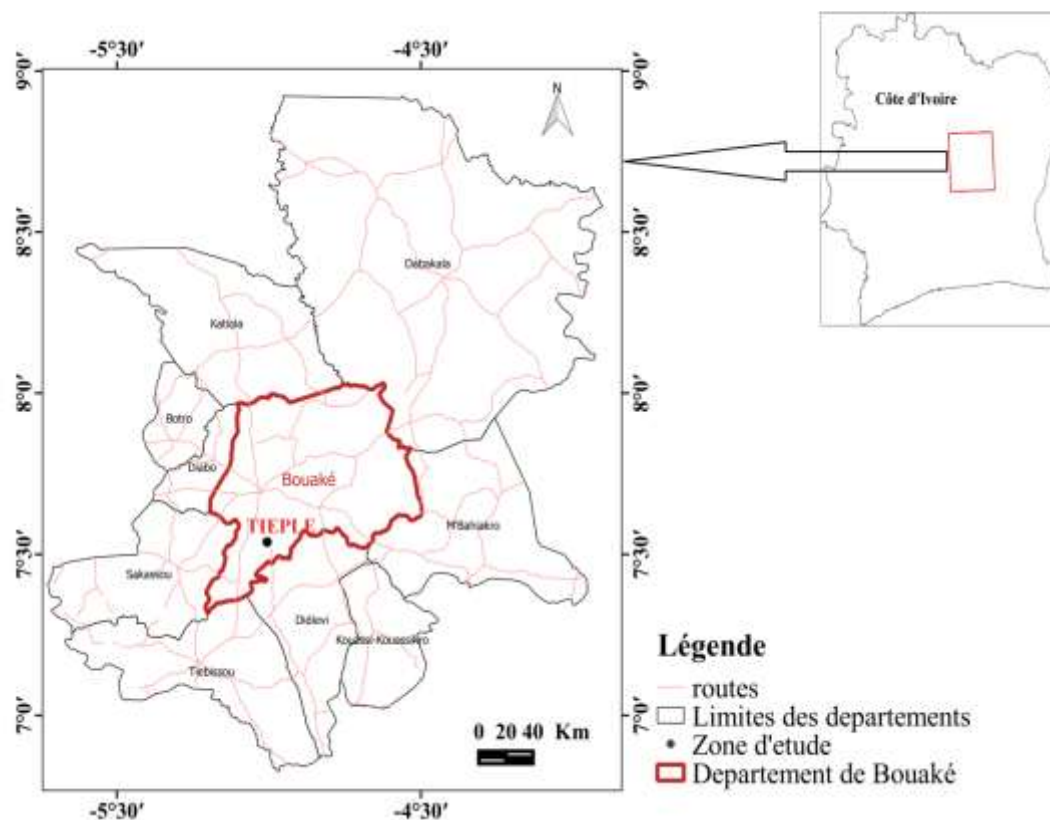 -5°30′ -4°30′
9°0′ 9°0′
N
Côte d'Ivoire
8°30′ 8°30′
Dabakala
Katiola
8°0′ 8°0′
Botro
Diabo
Bouaké
TIEPLE
M'Bahiakro
7°30′ 7°30′
Sakassou
Didiévi
Kouassi-Kouassikro
Tiébissou
7°0′ 7°0′
0 20 40 Km
-5°30′ -4°30′
Légende
routes
Limites des departements
Zone d'etude
Departement de Bouaké